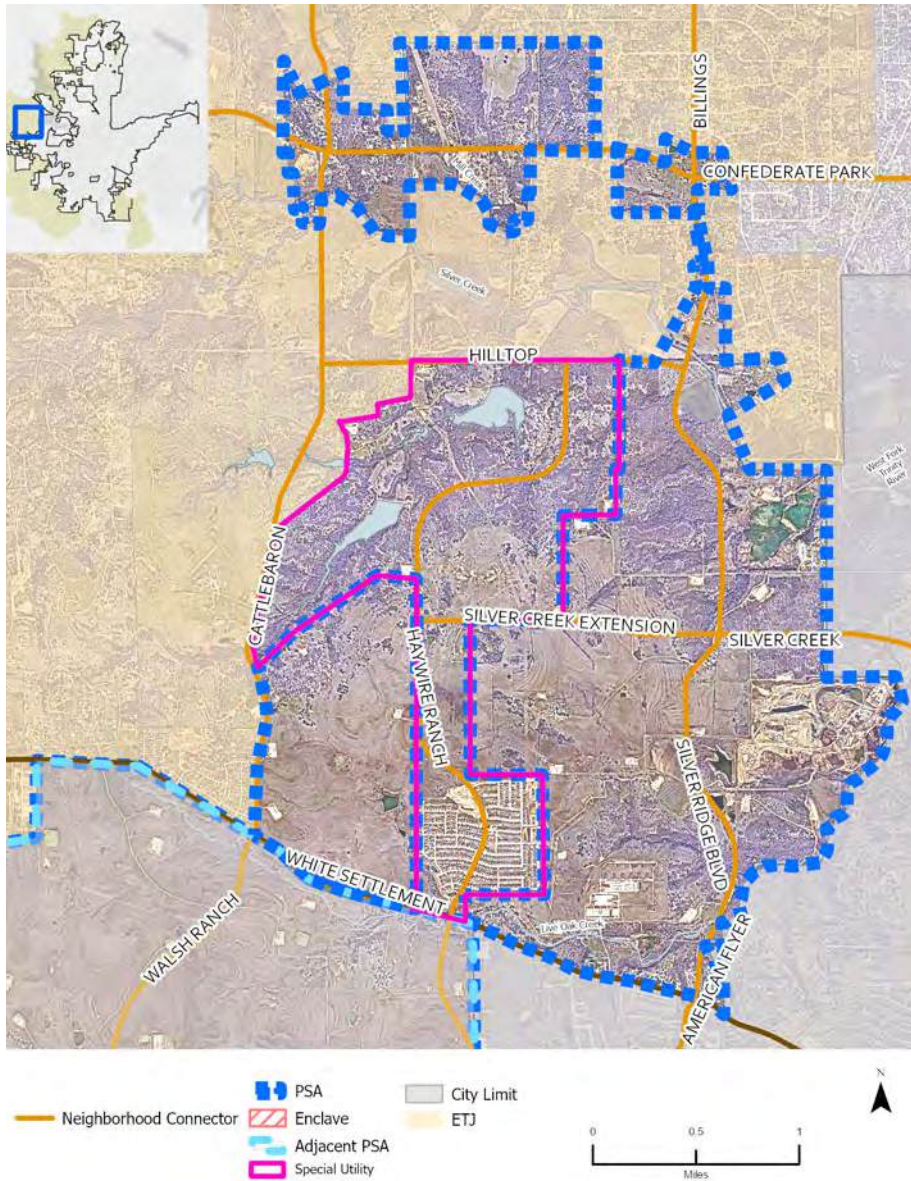 BILLINGS
CONFEDERATE PARK
Silver Creek
HILLTOP
West Fork
Trinity
River
CATTLEBARON
SILVER CREEK EXTENSION
SILVER CREEK
HAYWIRE RANCH
SILVER RIDGE BLVD
WHITE SETTLEMENT
WALSH RANCH
Live Oak Creek
AMERICAN FLYER
N
Neighborhood Connector
PSA
Enclave
Adjacent PSA
Special Utility
City Limit
ETJ
0 0.5 1
Miles